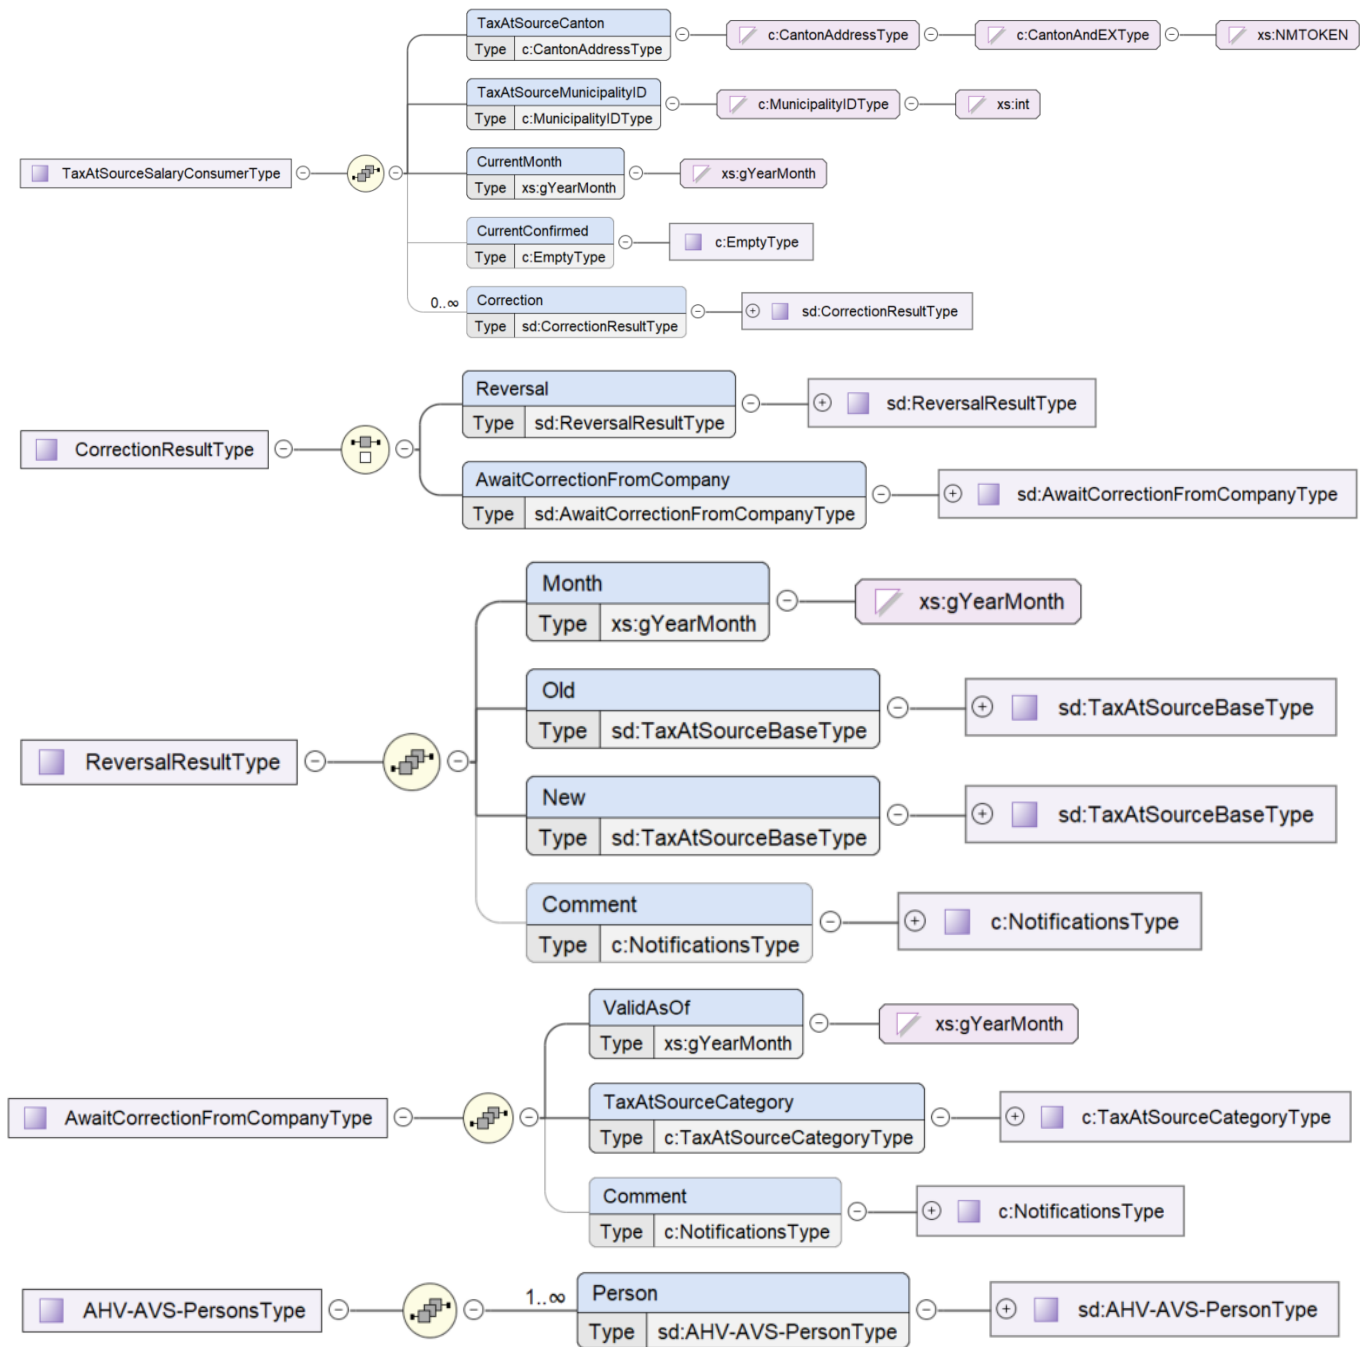 TaxAtSourceCanton
Type c:CantonAddressType
c:CantonAddressType
c:CantonAndEXType
xs:NMTOKEN
TaxAtSourceMunicipalityID
Type c:MunicipalityIDType
c:MunicipalityIDType
xs:int
TaxAtSourceSalaryConsumerType
CurrentMonth
Type xs:gYearMonth
xs:gYearMonth
CurrentConfirmed
Type c:EmptyType
c:EmptyType
0..∞
Correction
Type sd:CorrectionResultType
sd:CorrectionResultType
CorrectionResultType
Reversal
Type sd:ReversalResultType
sd:ReversalResultType
AwaitCorrectionFromCompany
Type sd:AwaitCorrectionFromCompanyType
sd:AwaitCorrectionFromCompanyType
ReversalResultType
Month
Type xs:gYearMonth
xs:gYearMonth
Old
Type sd:TaxAtSourceBaseType
sd:TaxAtSourceBaseType
New
Type sd:TaxAtSourceBaseType
sd:TaxAtSourceBaseType
Comment
Type c:NotificationsType
c:NotificationsType
AwaitCorrectionFromCompanyType
ValidAsOf
Type xs:gYearMonth
xs:gYearMonth
TaxAtSourceCategory
Type c:TaxAtSourceCategoryType
c:TaxAtSourceCategoryType
Comment
Type c:NotificationsType
c:NotificationsType
AHV-AVS-PersonsType
1..∞
Person
Type sd:AHV-AVS-PersonType
sd:AHV-AVS-PersonType